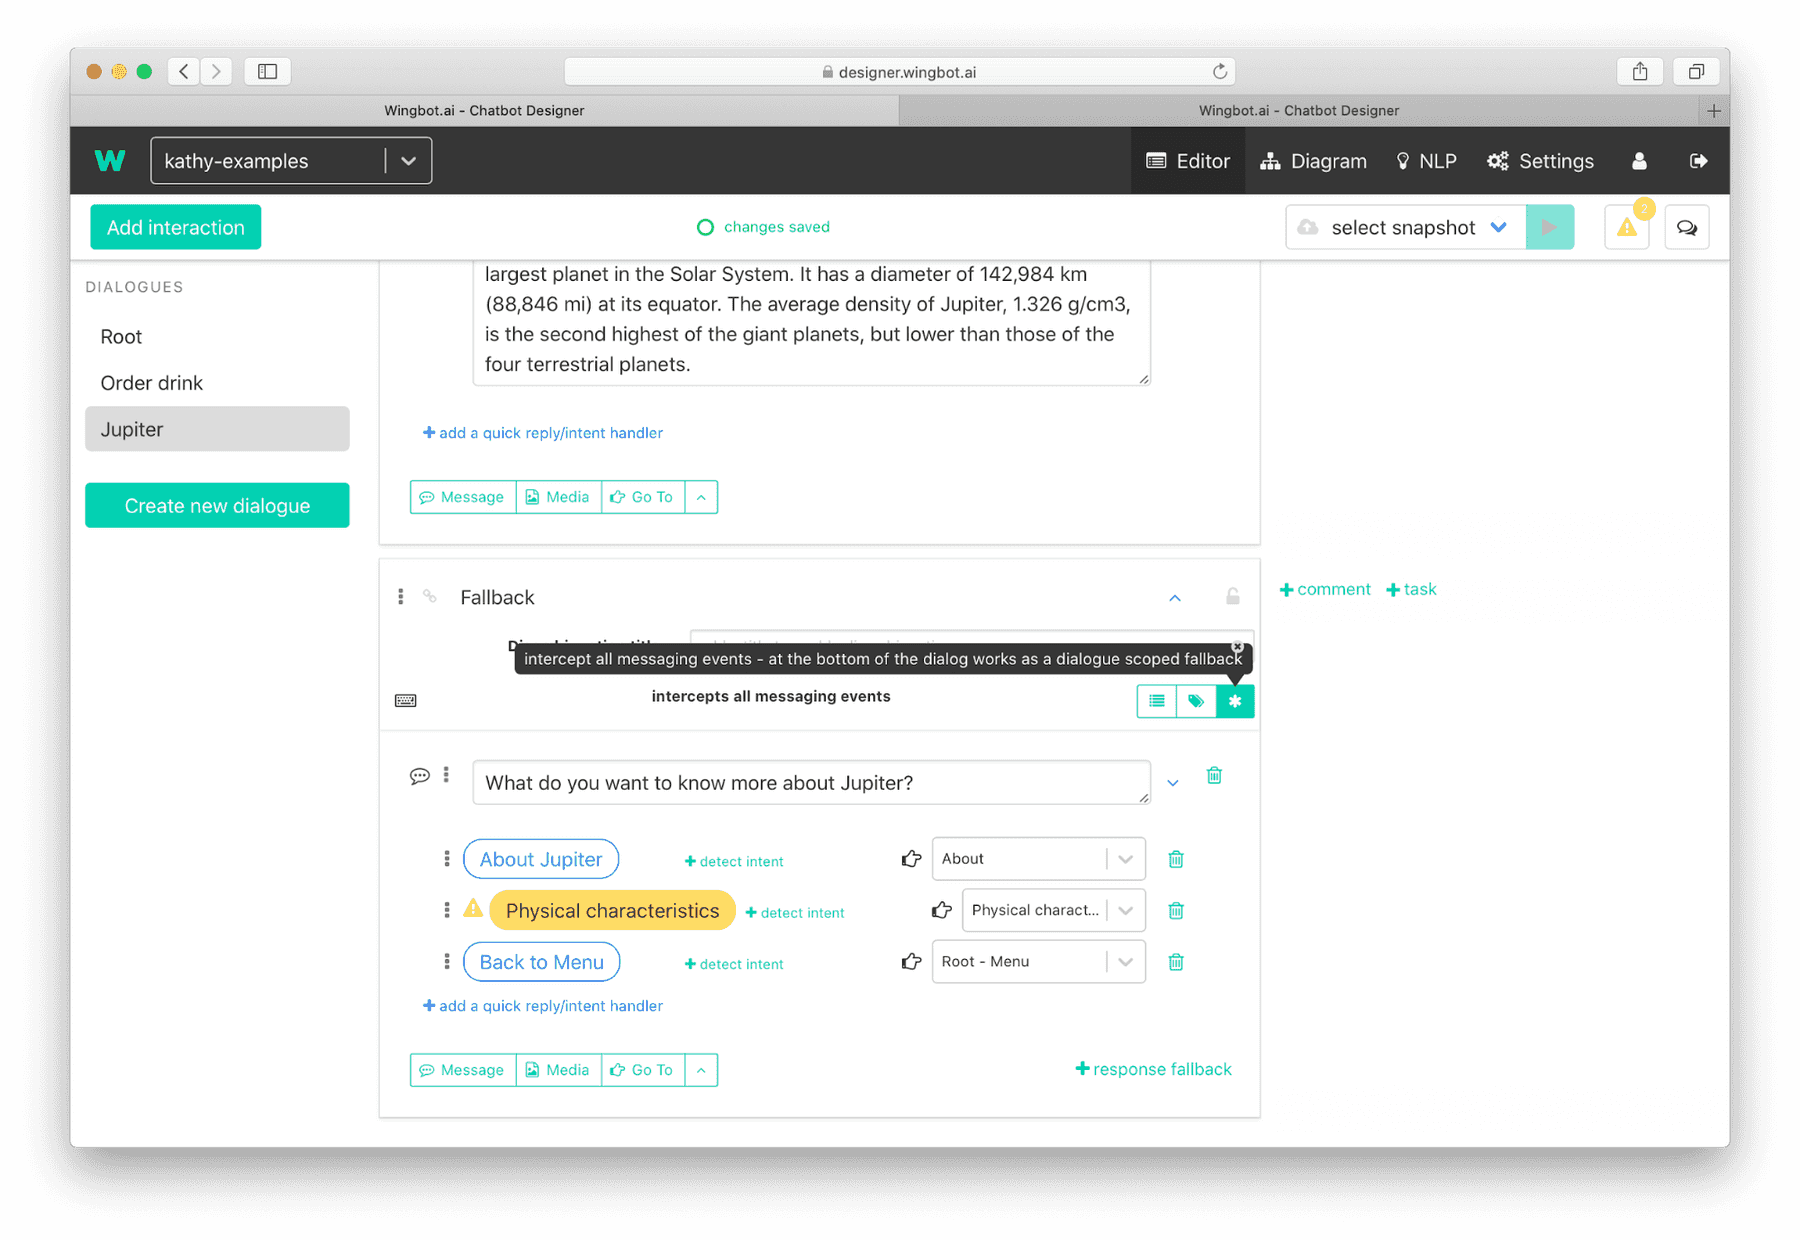 designer.wingbot.ai
Wingbot.ai - Chatbot Designer
Wingbot.ai - Chatbot Designer
W
kathy-examples
Editor
Diagram
NLP
Settings
Add interaction
changes saved
select snapshot
2
DIALOGUES
Root
Order drink
Jupiter
Create new dialogue
largest planet in the Solar System. It has a diameter of 142,984 km
(88,846 mi) at its equator. The average density of Jupiter, 1.326 g/cm3,
is the second highest of the giant planets, but lower than those of the
four terrestrial planets.
+ add a quick reply/intent handler
Message
Media
Go To
Fallback
+ comment
+ task
intercept all messaging events - at the bottom of the dialog works as a dialogue scoped fallback
intercepts all messaging events
What do you want to know more about Jupiter?
About Jupiter
+ detect intent
About
Physical characteristics
+ detect intent
Physical charact...
Back to Menu
+ detect intent
Root - Menu
+ add a quick reply/intent handler
Message
Media
Go To
+ response fallback